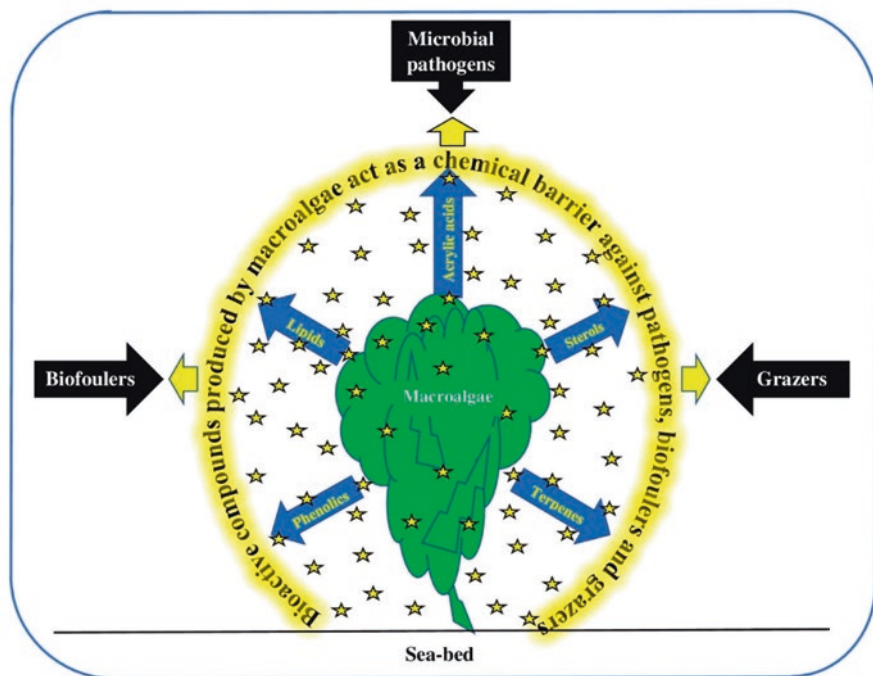 Microbial
pathogens
Bioactive compounds produced by macroalgae act as a chemical barrier against pathogens, biofoulers and grazers
Acrylic acids
Lipids
Sterols
Biofoulers
Grazers
Macroalgae
Phenolics
Terpenes
Sea-bed